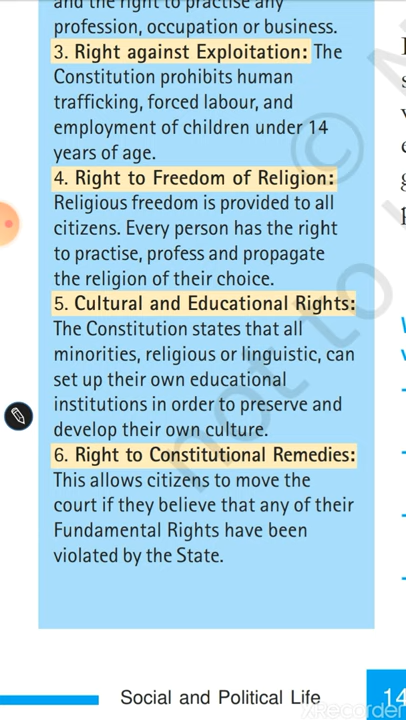 and the right to practise any
profession, occupation or business.
3. Right against Exploitation: The
Constitution prohibits human
trafficking, forced labour, and
employment of children under 14
years of age.
4. Right to Freedom of Religion:
Religious freedom is provided to all
citizens. Every person has the right
to practise, profess and propagate
the religion of their choice.
5. Cultural and Educational Rights:
The Constitution states that all
minorities, religious or linguistic, can
set up their own educational
institutions in order to preserve and
develop their own culture.
6. Right to Constitutional Remedies:
This allows citizens to move the
court if they believe that any of their
Fundamental Rights have been
violated by the State.
Social and Political Life
14
XRecorder
© N
not to